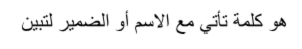 هو كلمة تأتي مع الاسم أو الضمير لتبين